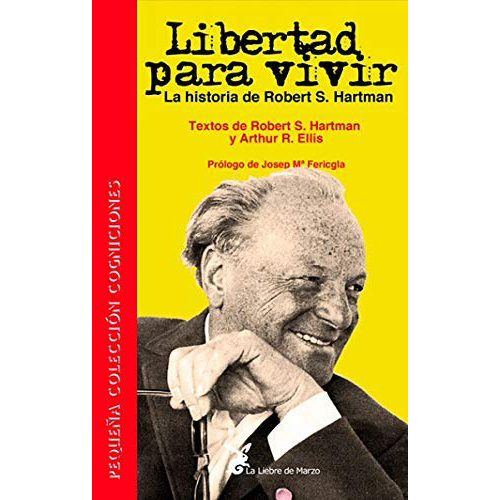 Libertad
para vivir
La historia de Robert S. Hartman
Textos de Robert S. Hartman
y Arthur R. Ellis
Prólogo de Josep Mª Fericgla
PEQUEÑA COLECCIÓN COGNICIONES
La Liebre de Marzo